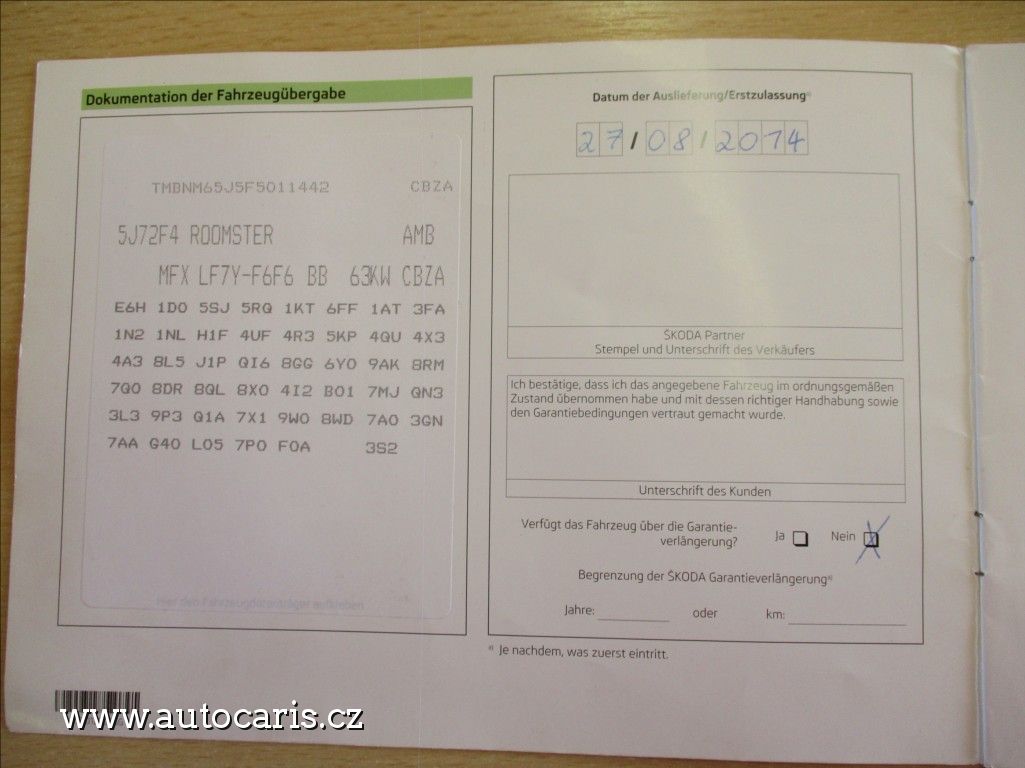 Dokumentation der Fahrzeugübergabe
TMBNM65J5F5011442 CBZA
5J72F4 ROOMSTER AMB
MFX LF7Y-F6F6 BB 63KW CBZA
E6H 1D0 5SJ 5RQ 1KT 6FF 1AT 3FA
1N2 1NL H1F 4UF 4R3 5KP 4QU 4X3
4A3 8L5 J1P QI6 8GG 6Y0 9AK 8RM
7Q0 8DR 8QL 8X0 4I2 B01 7MJ QN3
3L3 9P3 Q1A 7X1 9W0 8WD 7A0 3GN
7AA G40 L05 7P0 F0A 3S2
Hier den Fahrzeugdatenträger aufkleben
Datum der Auslieferung/Erstzulassung*⁾
27/08/2014
ŠKODA Partner
Stempel und Unterschrift des Verkäufers
Ich bestätige, dass ich das angegebene Fahrzeug im ordnungsgemäßen
Zustand übernommen habe und mit dessen richtiger Handhabung sowie
den Garantiebedingungen vertraut gemacht wurde.
Unterschrift des Kunden
Verfügt das Fahrzeug über die Garantie-
verlängerung? Ja Nein
Begrenzung der ŠKODA Garantieverlängerung*⁾
Jahre: oder km:
*⁾ Je nachdem, was zuerst eintritt.
www.autocaris.cz